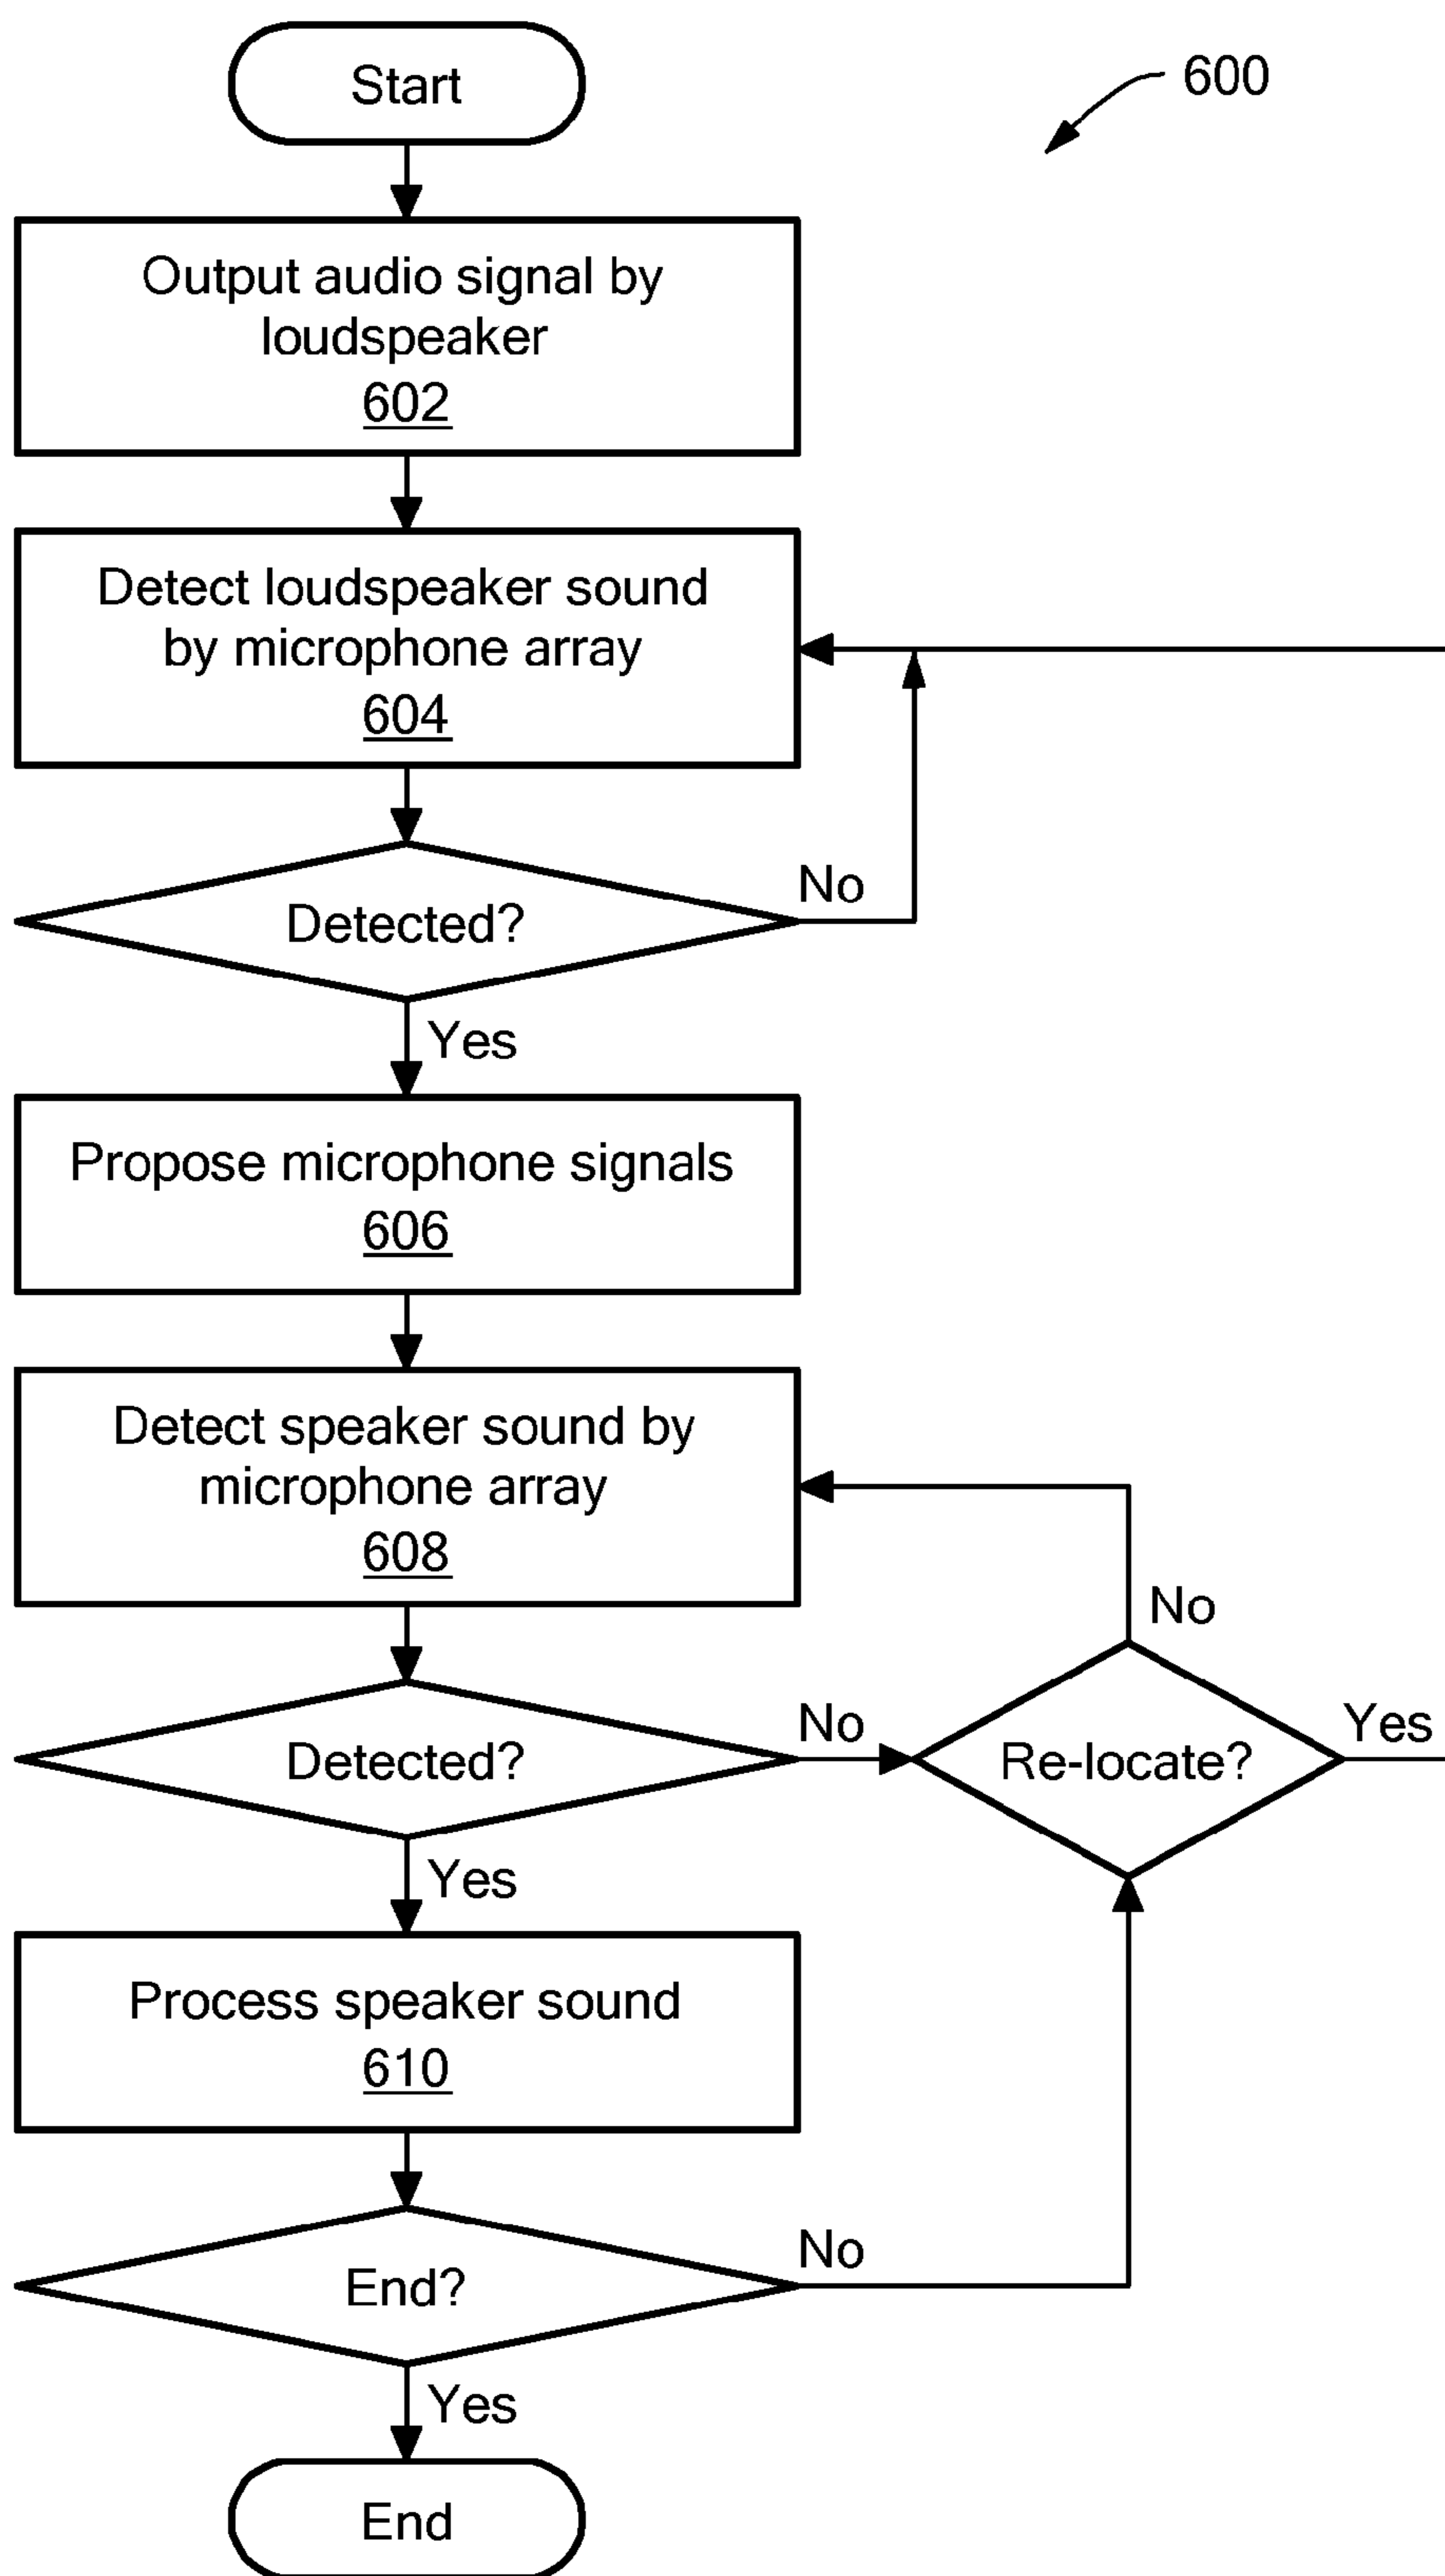 Start
600
Output audio signal by
loudspeaker
602
Detect loudspeaker sound
by microphone array
604
No
Detected?
Yes
Propose microphone signals
606
Detect speaker sound by
microphone array
608
No
No
Yes
Detected?
Re-locate?
Yes
Process speaker sound
610
No
End?
Yes
End